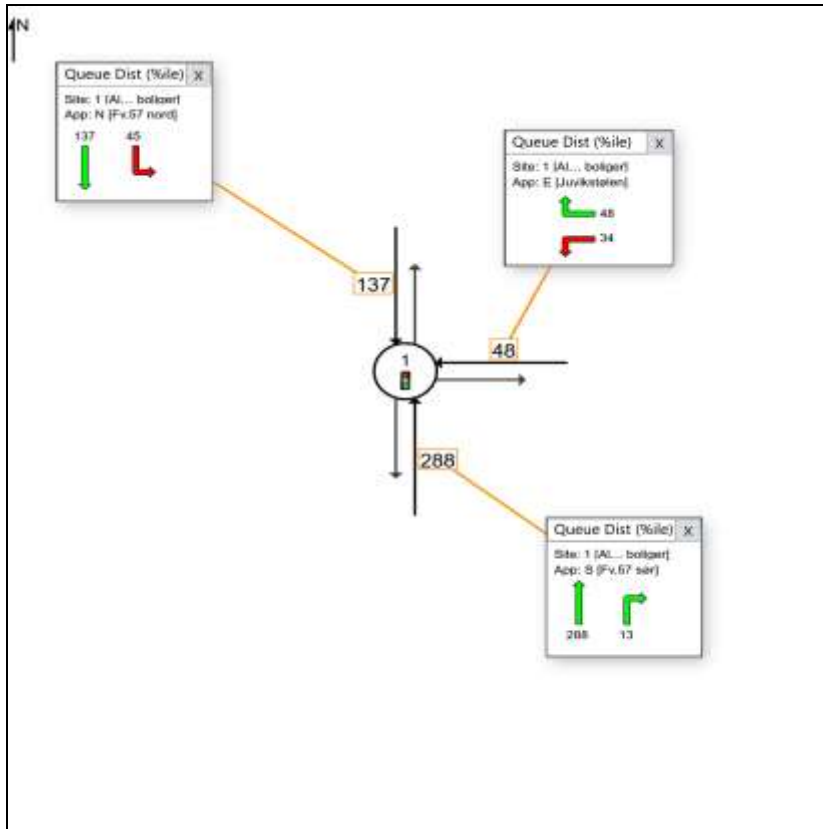 N
Queue Dist (%ile) x
Site: 1 [Al... boliger]
App: N [Fv.57 nord]
137 45
Queue Dist (%ile) x
Site: 1 [Al... boliger]
App: E [Juvikstølen]
48
34
137
1
48
288
Queue Dist (%ile) x
Site: 1 [Al... boliger]
App: S [Fv.57 sør]
288 13